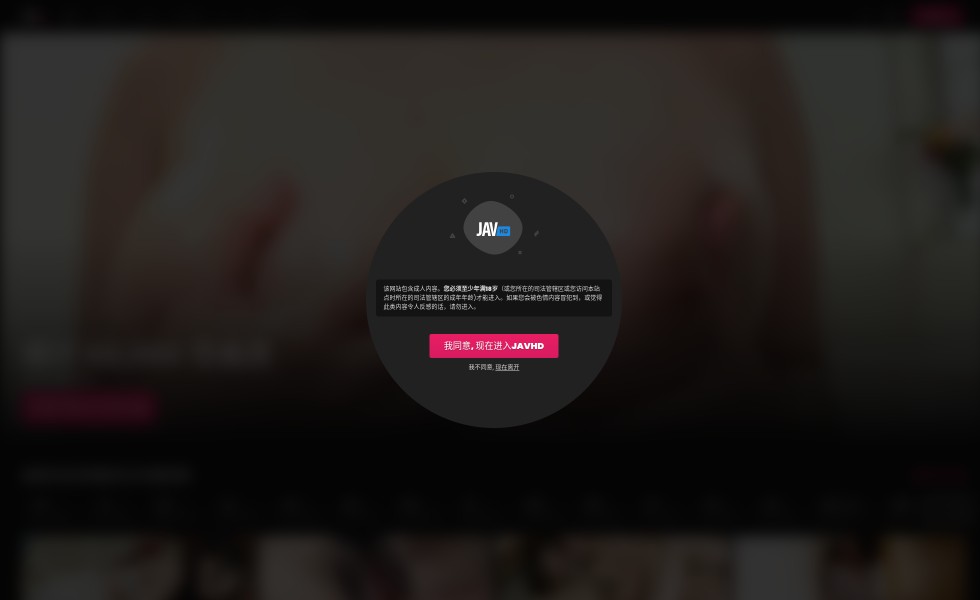 JAV HD
该网站包含成人内容。您必须至少年满18岁（或您所在的司法管辖区或您访问本站
点时所在的司法管辖区的成年年龄)才能进入。如果您会被色情内容冒犯到，或觉得
此类内容令人反感的话，请勿进入。
我同意, 现在进入JAVHD
我不同意, 现在离开